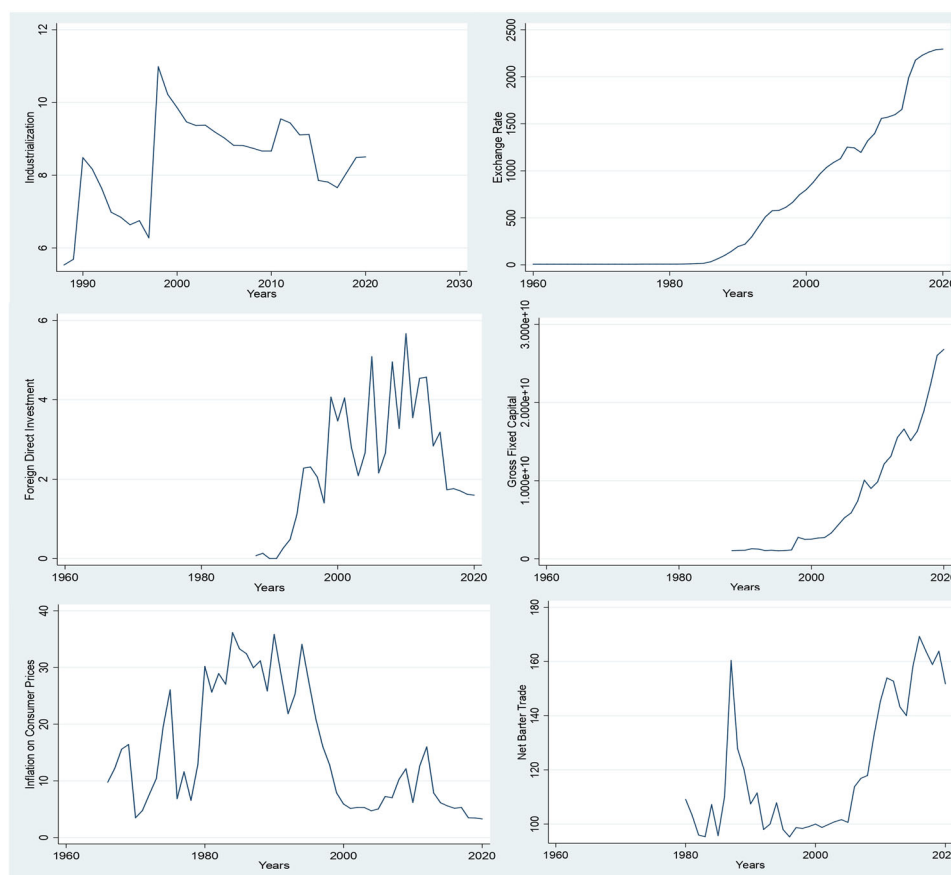 Industrialization
12
10
8
6
1990 2000 2010 2020 2030
Years
Exchange Rate
2500
2000
1500
1000
500
0
1960 1980 2000 202
Years
Foreign Direct Investment
6
4
2
0
1960 1980 2000 2020
Years
Gross Fixed Capital
3.000e+10
2.000e+10
1.000e+10
0
1960 1980 2000 202
Years
Inflation on Consumer Prices
40
30
20
10
0
1960 1980 2000 2020
Years
Net Barter Trade
180
160
140
120
100
1960 1980 2000 202
Years